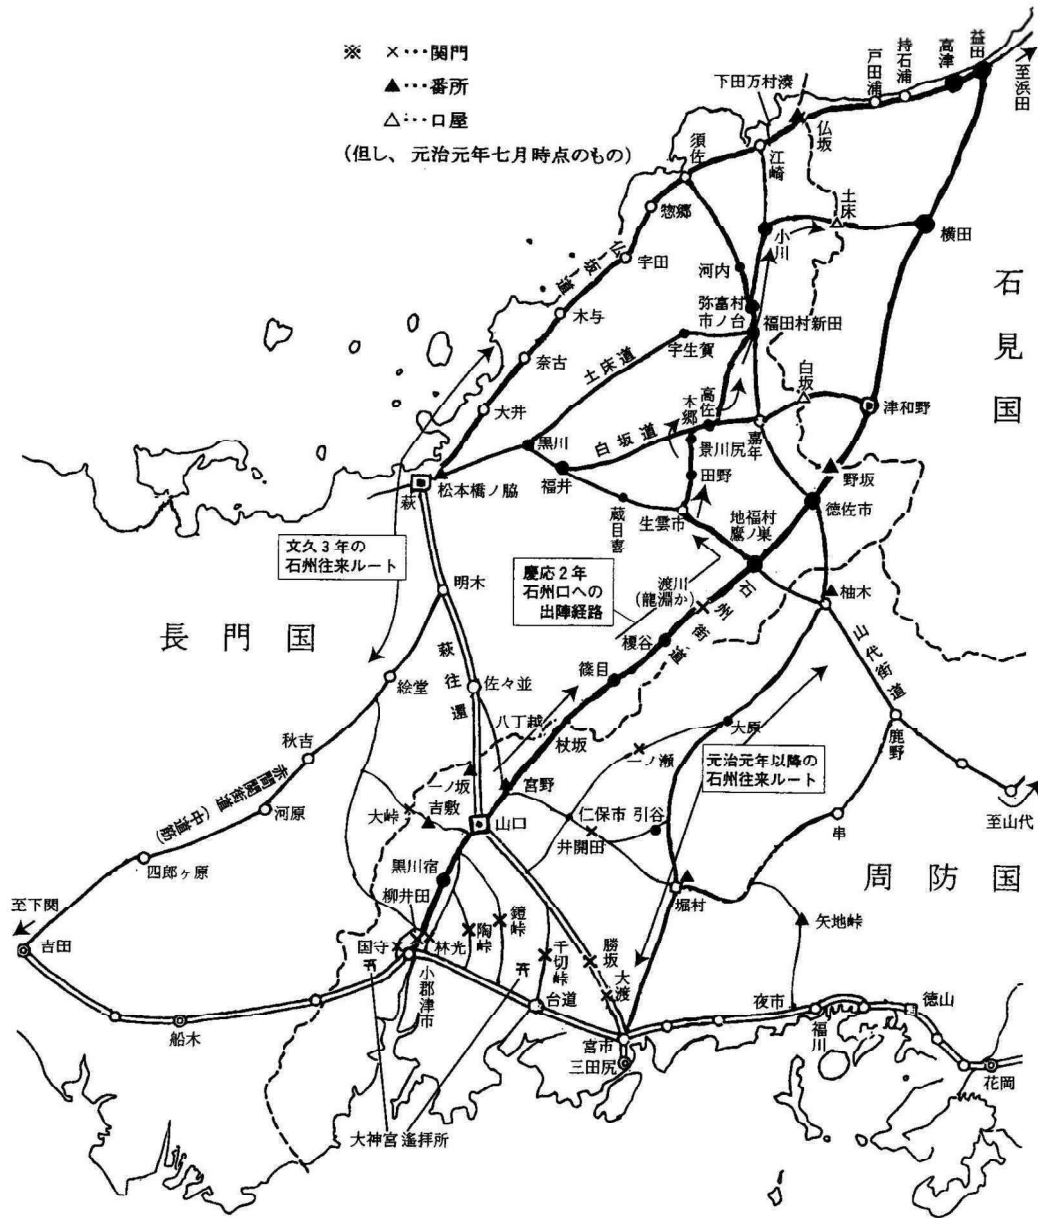 ※ ×…関門
▲…番所
△…口屋
(但し、元治元年七月時点のもの)
益田
至浜田
高津
持石浦
戸田浦
下田万村湊
仏坂
江崎
須佐
惣郷
宇田
仏坂道
木与
奈古
大井
土床
横田
小川
河内
弥富村
市ノ台
福田村新田
宇生賀
土床道
石見国
白坂
津和野
高佐
本郷
嘉年
白坂道
黒川
福井
景川尻
田野
野坂
徳佐市
萩
松本橋ノ脇
蔵目喜
生雲市
地福村
鷹ノ巣
文久3年の
石州往来ルート
慶応2年
石州口への
出陣経路
渡川
(龍淵か)
石州街道
柚木
山代街道
明木
長門国
榎谷
篠目
萩往還
佐々並
絵堂
八丁越
杖坂
大原
鹿野
秋吉
一ノ瀬
元治元年以降の
石州往来ルート
赤間関街道(中道筋)
河原
一ノ坂
宮野
大峠
吉敷
山口
仁保市
引谷
井開田
串
至山代
四郎ヶ原
黒川宿
周防国
堀村
矢地峠
至下関
吉田
柳井田
国守
林光
陶峠
鎧峠
千切峠
勝坂
大渡
小郡津市
台道
夜市
福川
徳山
船木
宮市
三田尻
花岡
大神宮遙拝所